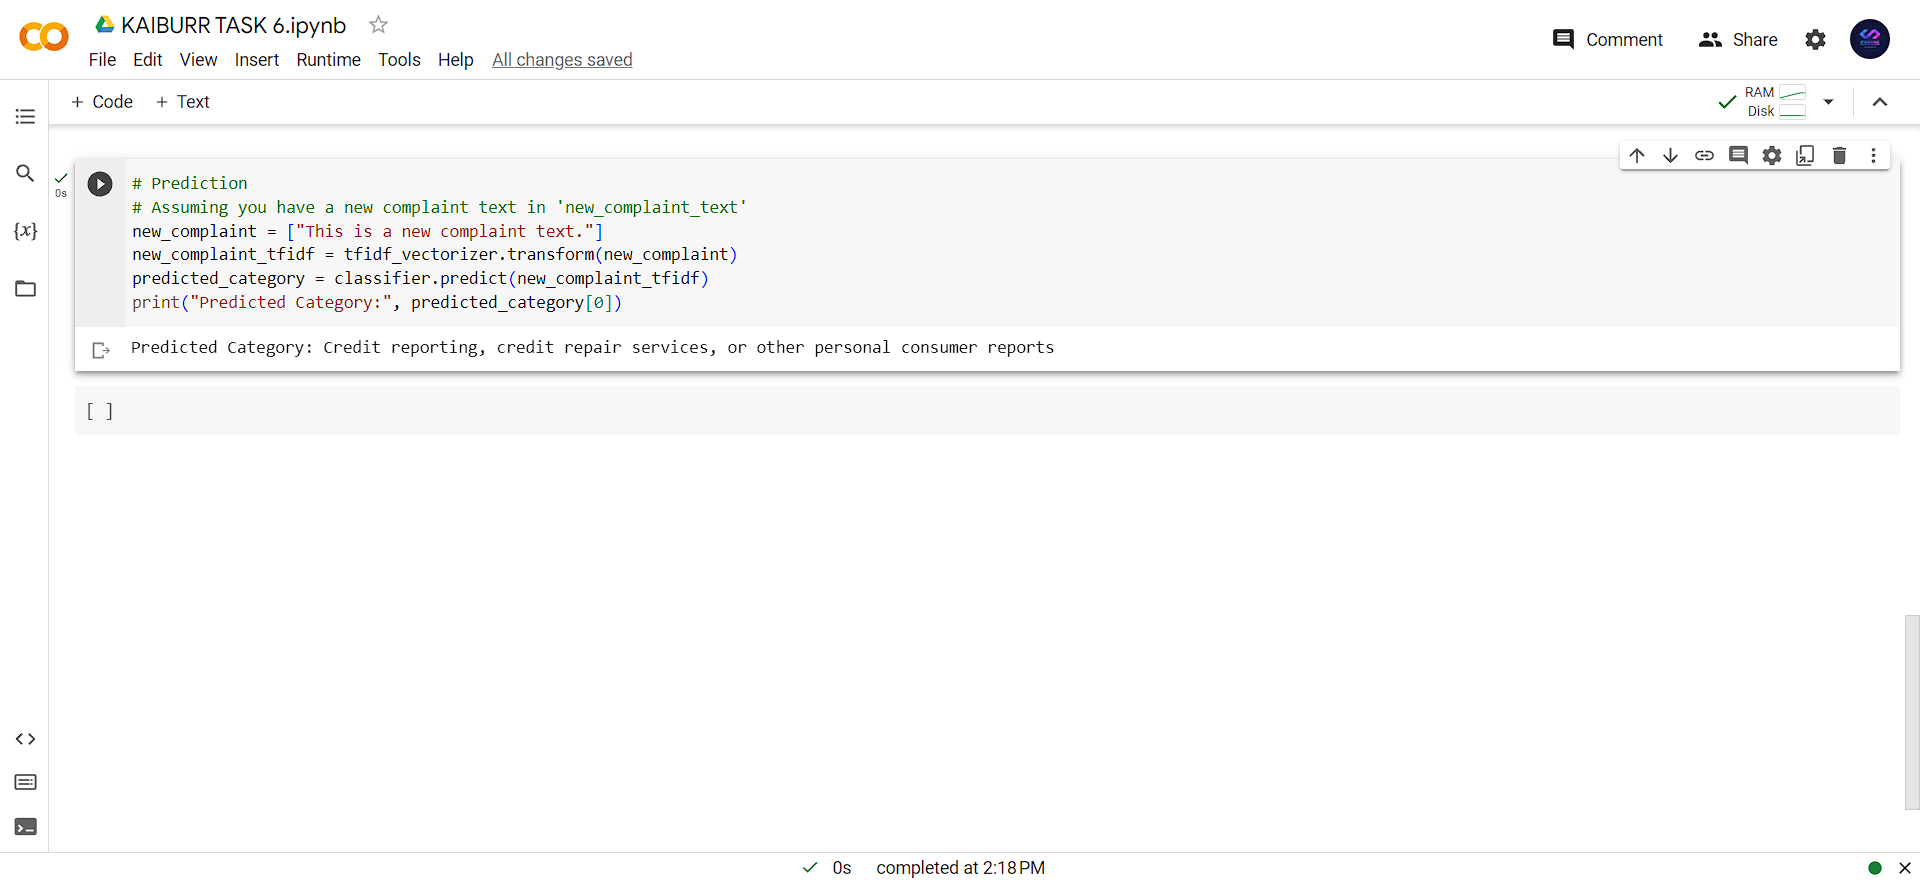 KAIBURR TASK 6.ipynb
File Edit View Insert Runtime Tools Help All changes saved
Comment Share
+ Code + Text
RAM
Disk
0s
# Prediction
# Assuming you have a new complaint text in 'new_complaint_text'
new_complaint = ["This is a new complaint text."]
new_complaint_tfidf = tfidf_vectorizer.transform(new_complaint)
predicted_category = classifier.predict(new_complaint_tfidf)
print("Predicted Category:", predicted_category[0])
Predicted Category: Credit reporting, credit repair services, or other personal consumer reports
[ ]
{x}
0s completed at 2:18 PM